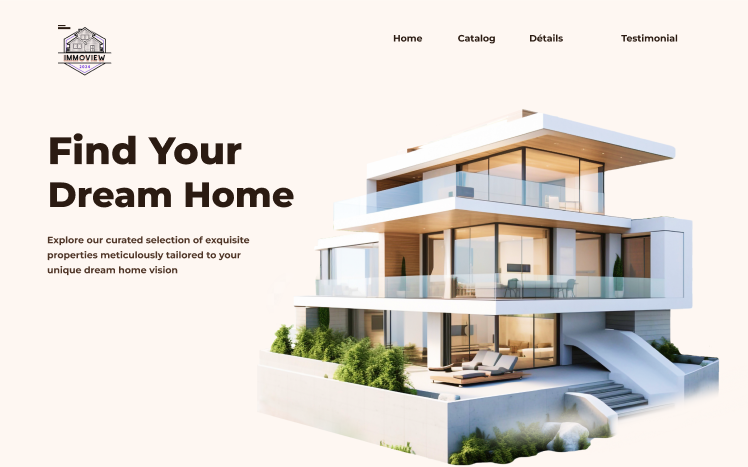 IMMOVIEW
2024
Home
Catalog
Détails
Testimonial
Find Your
Dream Home
Explore our curated selection of exquisite
properties meticulously tailored to your
unique dream home vision